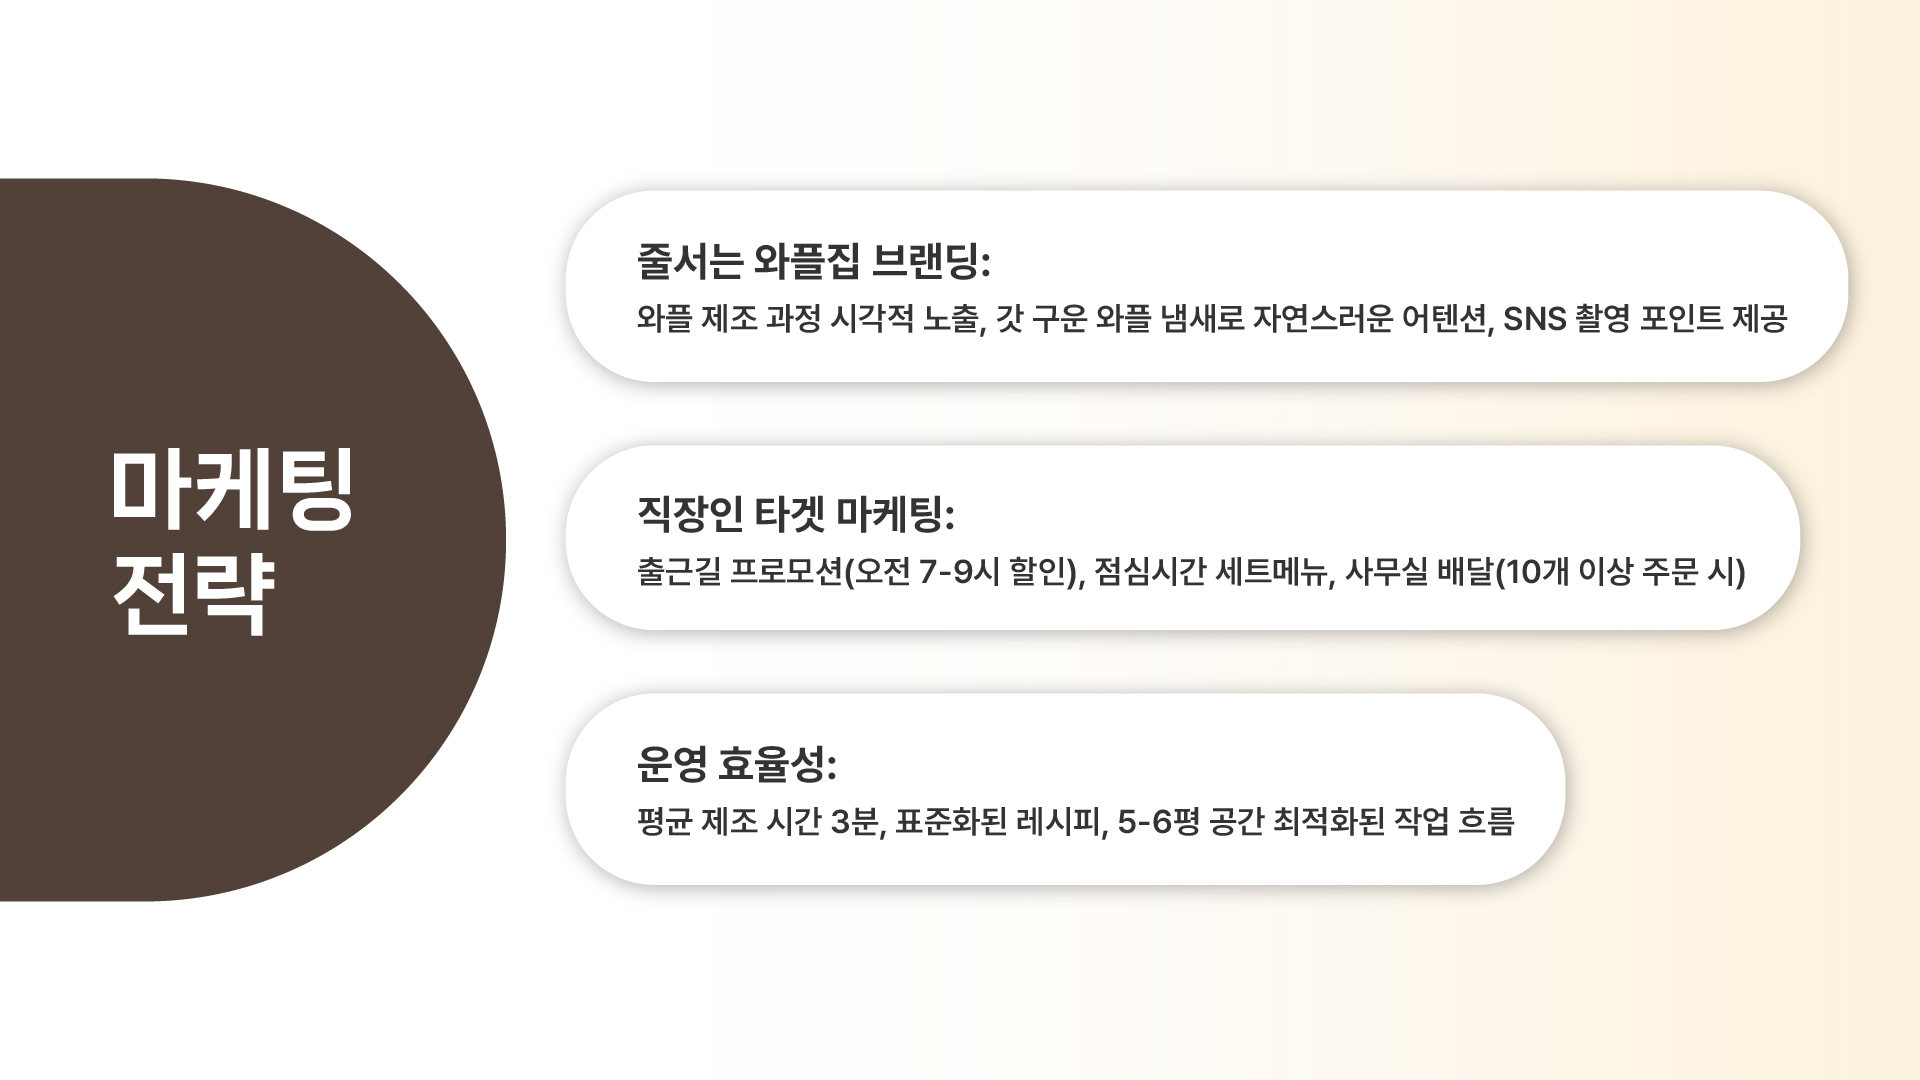 마케팅
전략
줄서는 와플집 브랜딩:
와플 제조 과정 시각적 노출, 갓 구운 와플 냄새로 자연스러운 어텐션, SNS 촬영 포인트 제공
직장인 타겟 마케팅:
출근길 프로모션(오전 7-9시 할인), 점심시간 세트메뉴, 사무실 배달(10개 이상 주문 시)
운영 효율성:
평균 제조 시간 3분, 표준화된 레시피, 5-6평 공간 최적화된 작업 흐름